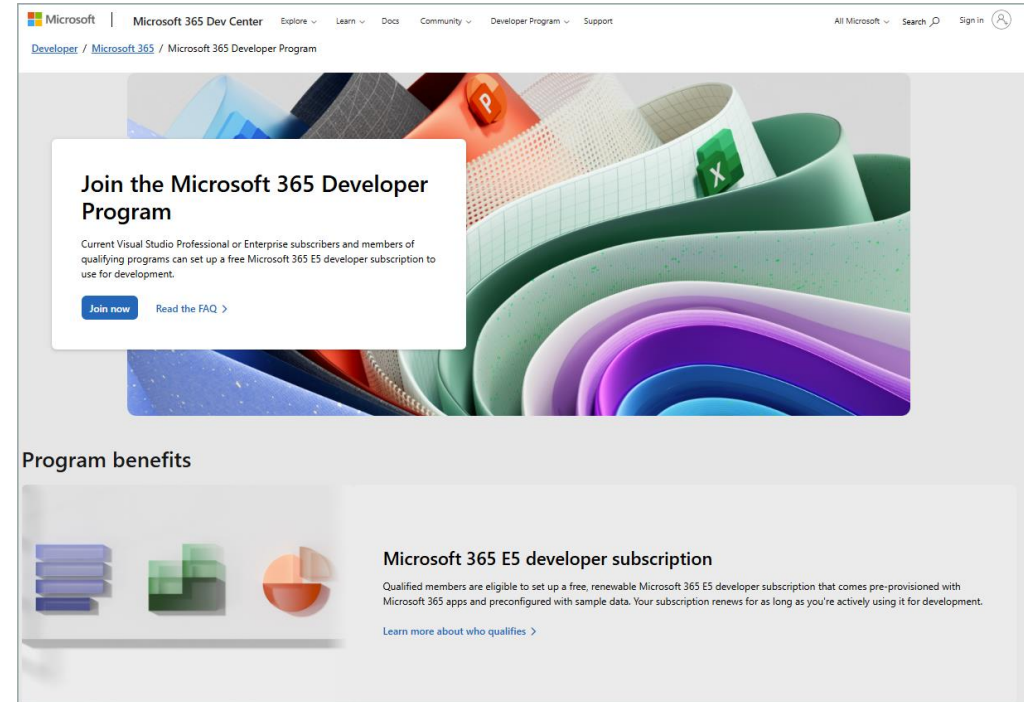 Microsoft | Microsoft 365 Dev Center Explore Learn Docs Community Developer Program Support All Microsoft Search Sign in
Developer / Microsoft 365 / Microsoft 365 Developer Program
P
X
Join the Microsoft 365 Developer
Program
Current Visual Studio Professional or Enterprise subscribers and members of
qualifying programs can set up a free Microsoft 365 E5 developer subscription to
use for development.
Join now Read the FAQ >
Program benefits
Microsoft 365 E5 developer subscription
Qualified members are eligible to set up a free, renewable Microsoft 365 E5 developer subscription that comes pre-provisioned with
Microsoft 365 apps and preconfigured with sample data. Your subscription renews for as long as you're actively using it for development.
Learn more about who qualifies >